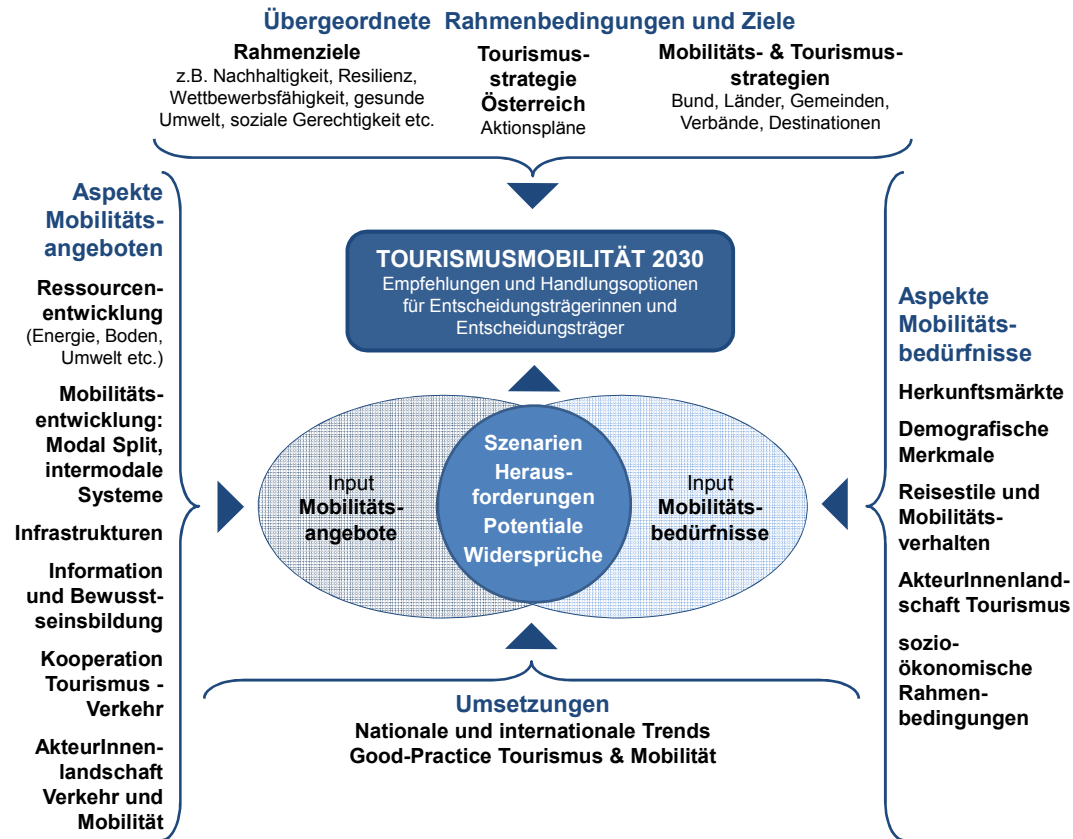 Übergeordnete Rahmenbedingungen und Ziele
Rahmenziele
z.B. Nachhaltigkeit, Resilienz,
Wettbewerbsfähigkeit, gesunde
Umwelt, soziale Gerechtigkeit etc.
Tourismus-
strategie
Österreich
Aktionspläne
Mobilitäts- & Tourismus-
strategien
Bund, Länder, Gemeinden,
Verbände, Destinationen
Aspekte
Mobilitäts-
angeboten
Ressourcen-
entwicklung
(Energie, Boden,
Umwelt etc.)
Mobilitäts-
entwicklung:
Modal Split,
intermodale
Systeme
Infrastrukturen
Information
und Bewusst-
seinsbildung
Kooperation
Tourismus -
Verkehr
AkteurInnen-
landschaft
Verkehr und
Mobilität
TOURISMUSMOBILITÄT 2030
Empfehlungen und Handlungsoptionen
für Entscheidungsträgerinnen und
Entscheidungsträger
Input
Mobilitäts-
angebote
Szenarien
Heraus-
forderungen
Potentiale
Widersprüche
Input
Mobilitäts-
bedürfnisse
Umsetzungen
Nationale und internationale Trends
Good-Practice Tourismus & Mobilität
Aspekte
Mobilitäts-
bedürfnisse
Herkunftsmärkte
Demografische
Merkmale
Reisestile und
Mobilitäts-
verhalten
AkteurInnenland-
schaft Tourismus
sozio-
ökonomische
Rahmen-
bedingungen